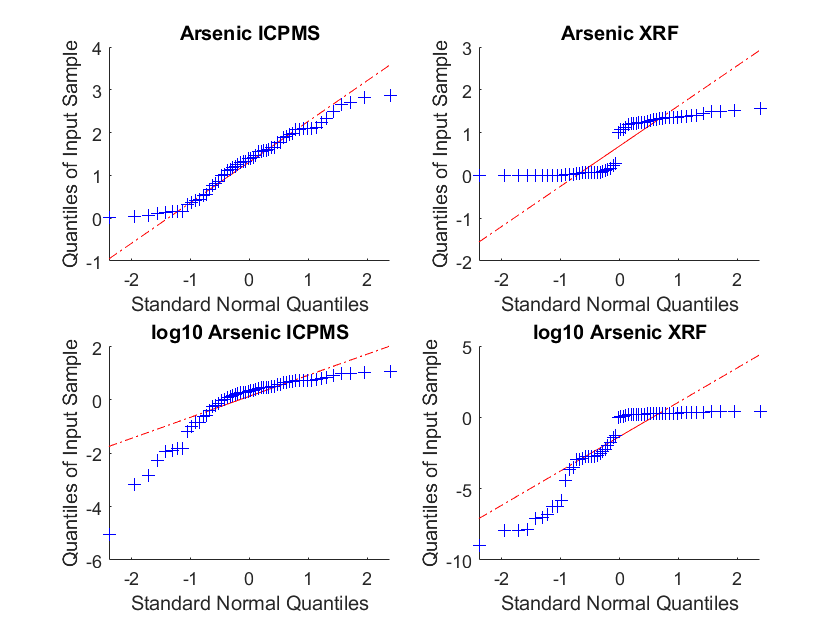 Arsenic ICPMS
Quantiles of Input Sample
4
3
2
1
0
-1
-2 -1 0 1 2
Standard Normal Quantiles
Arsenic XRF
Quantiles of Input Sample
3
2
1
0
-1
-2
-2 -1 0 1 2
Standard Normal Quantiles
log10 Arsenic ICPMS
Quantiles of Input Sample
2
0
-2
-4
-6
-2 -1 0 1 2
Standard Normal Quantiles
log10 Arsenic XRF
Quantiles of Input Sample
5
0
-5
-10
-2 -1 0 1 2
Standard Normal Quantiles